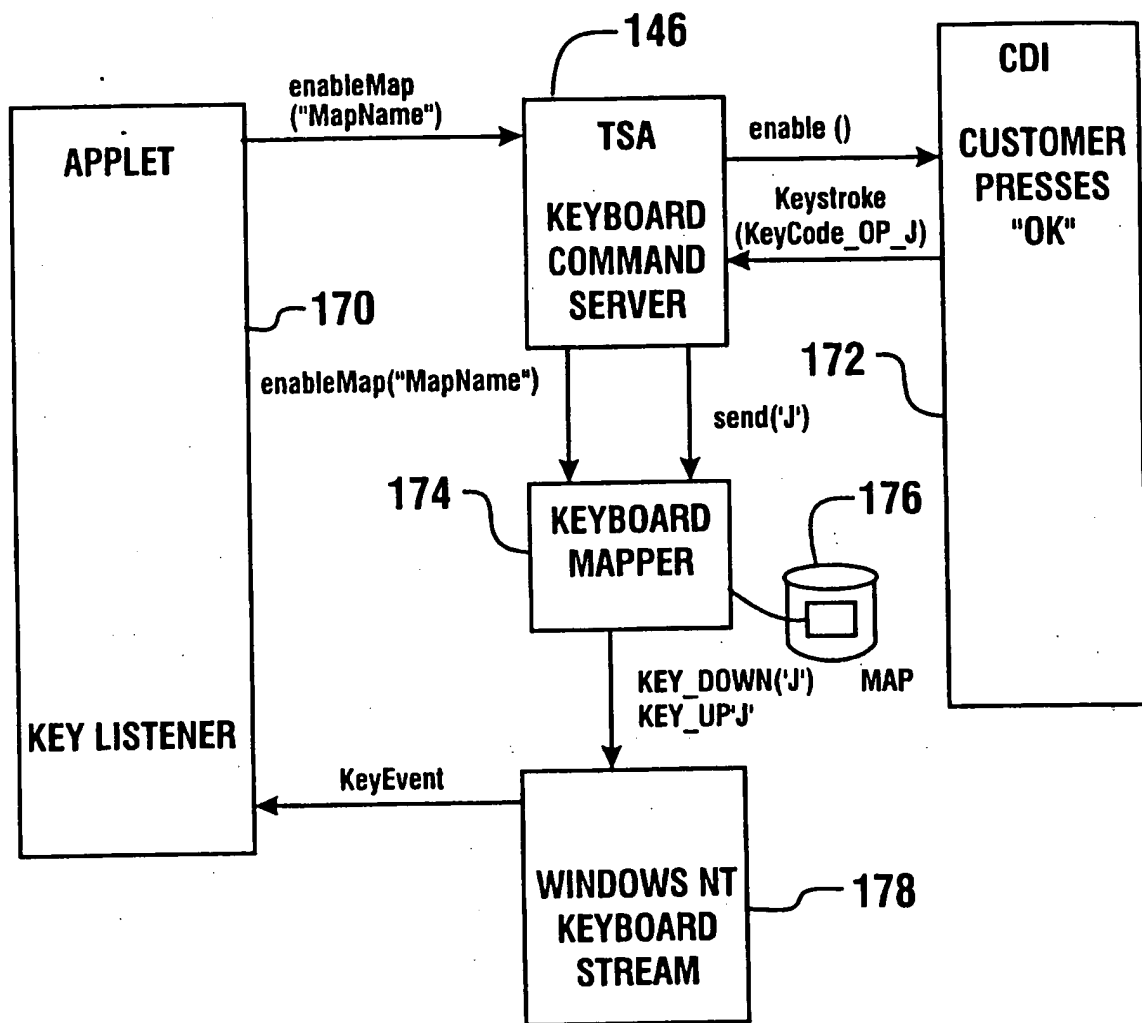 146
enableMap
("MapName")
APPLET
TSA
KEYBOARD
COMMAND
SERVER
enable ()
Keystroke
(KeyCode_OP_J)
CDI
CUSTOMER
PRESSES
"OK"
170
172
enableMap("MapName")
send('J')
174
KEYBOARD
MAPPER
176
KEY_DOWN('J')
KEY_UP'J'
MAP
KEY LISTENER
KeyEvent
WINDOWS NT
KEYBOARD
STREAM
178